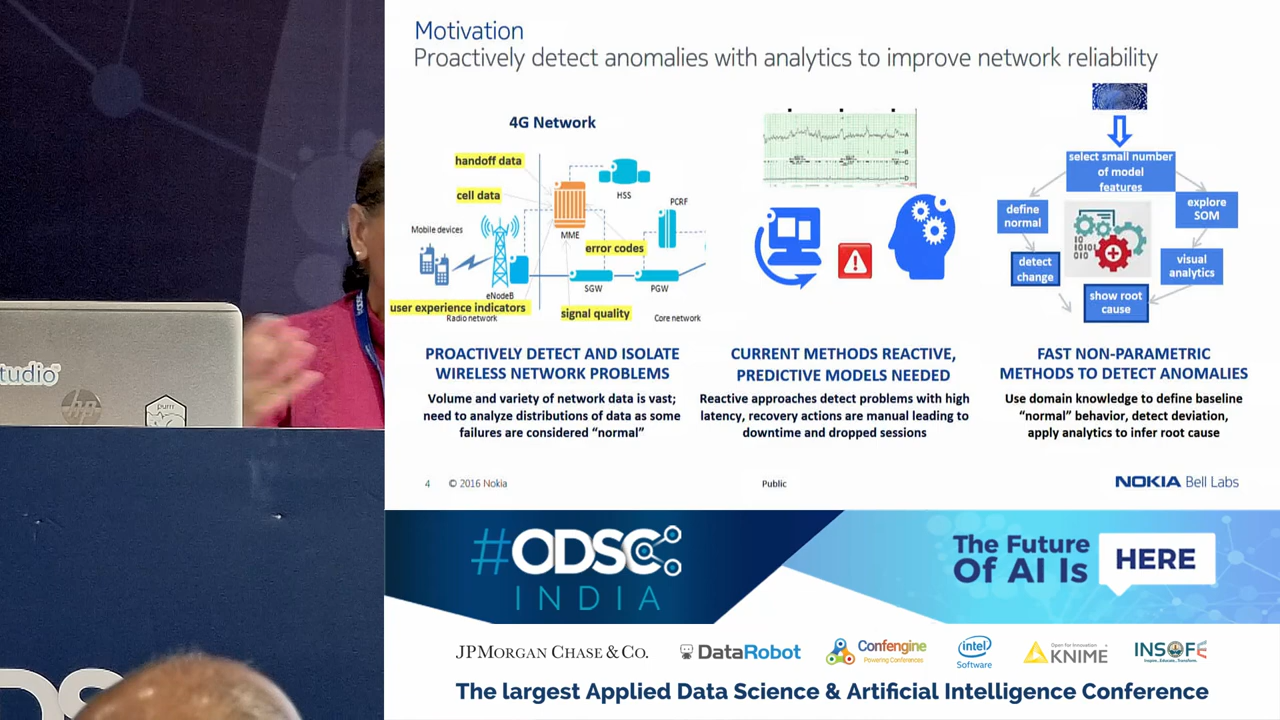 Motivation
Proactively detect anomalies with analytics to improve network reliability
4G Network
handoff data
cell data
HSS
PCRF
MME
Mobile devices
error codes
eNodeB
SGW
PGW
user experience indicators
signal quality
Radio network
Core network
PROACTIVELY DETECT AND ISOLATE
WIRELESS NETWORK PROBLEMS
Volume and variety of network data is vast;
need to analyze distributions of data as some
failures are considered “normal”
A
B
C
D
CURRENT METHODS REACTIVE,
PREDICTIVE MODELS NEEDED
Reactive approaches detect problems with high
latency, recovery actions are manual leading to
downtime and dropped sessions
select small number
of model
features
define
normal
explore
SOM
detect
change
visual
analytics
show root
cause
FAST NON-PARAMETRIC
METHODS TO DETECT ANOMALIES
Use domain knowledge to define baseline
“normal” behavior, detect deviation,
apply analytics to infer root cause
4 © 2016 Nokia
Public
NOKIA Bell Labs
tudio
hp
purrr
#ODSC
INDIA
The Future
Of AI Is
HERE
JPMORGAN CHASE & CO.
DataRobot
Confengine
Powering Conferences
intel
Software
Open for Innovation
KNIME
INSOFE
Inspire...Educate...Transform.
The largest Applied Data Science & Artificial Intelligence Conference